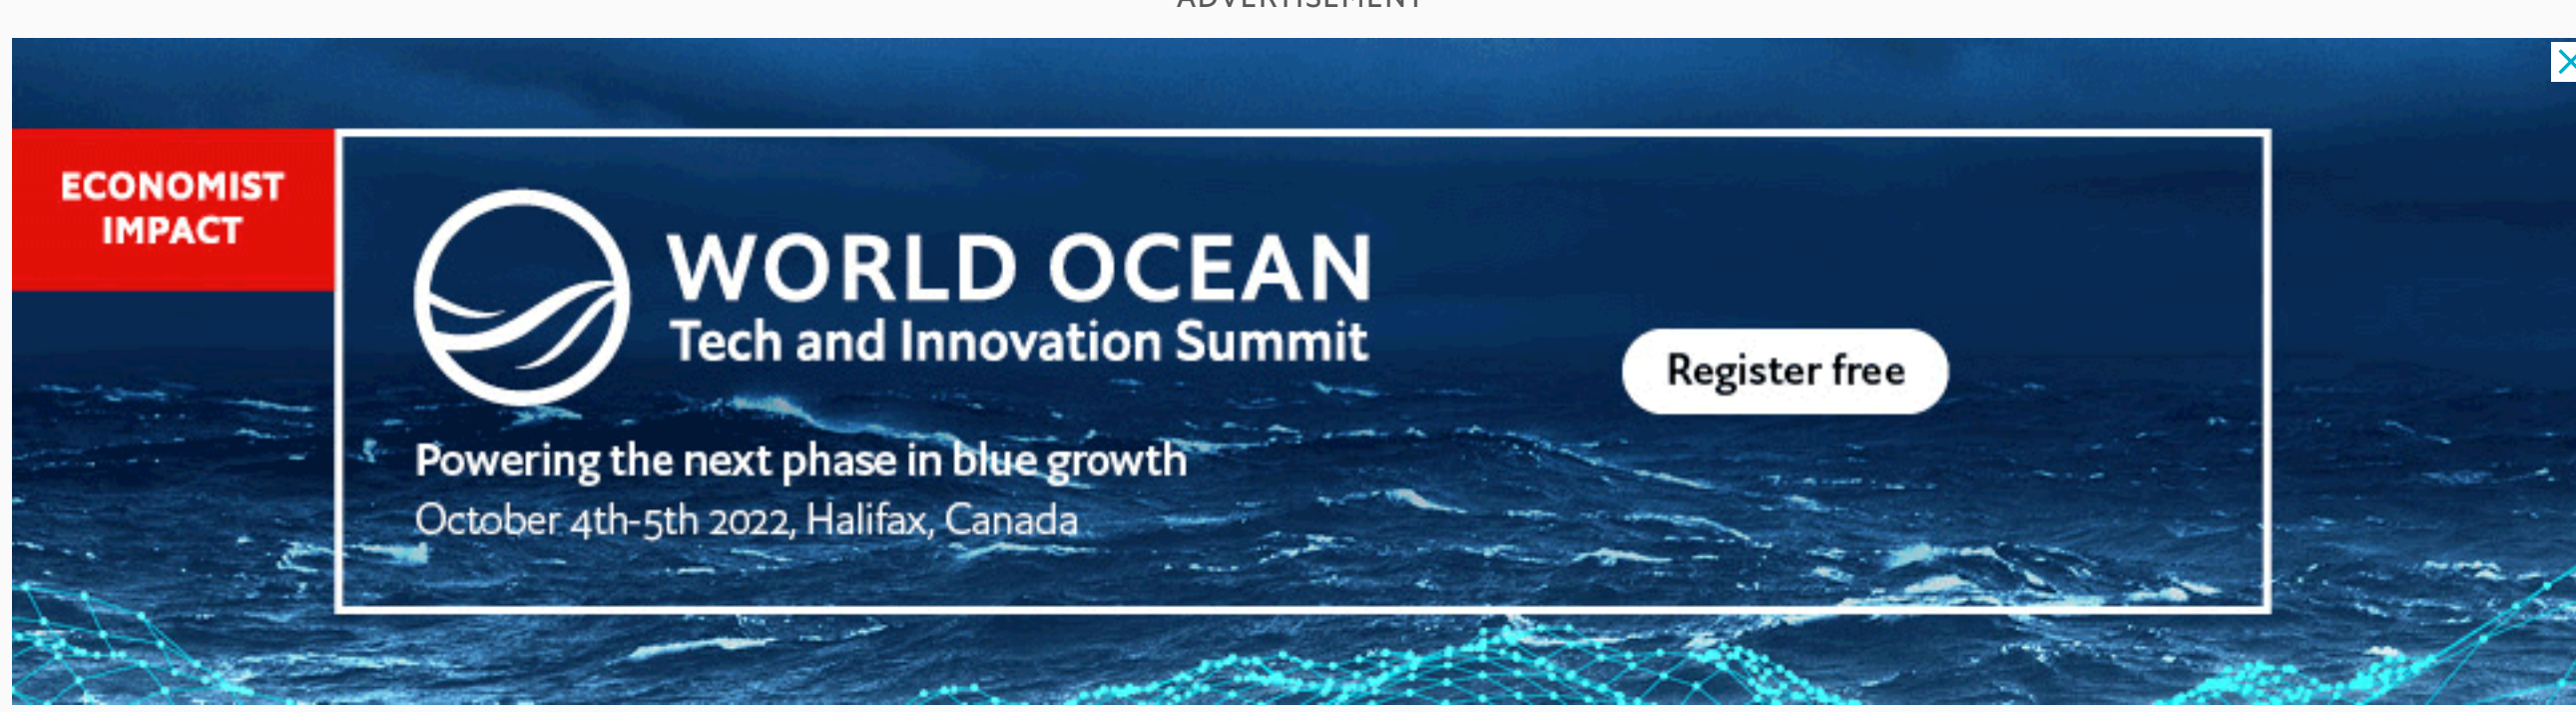 ADVERTISEMENT
ECONOMIST
IMPACT
WORLD OCEAN
Tech and Innovation Summit
Register free
Powering the next phase in blue growth
October 4th-5th 2022, Halifax, Canada